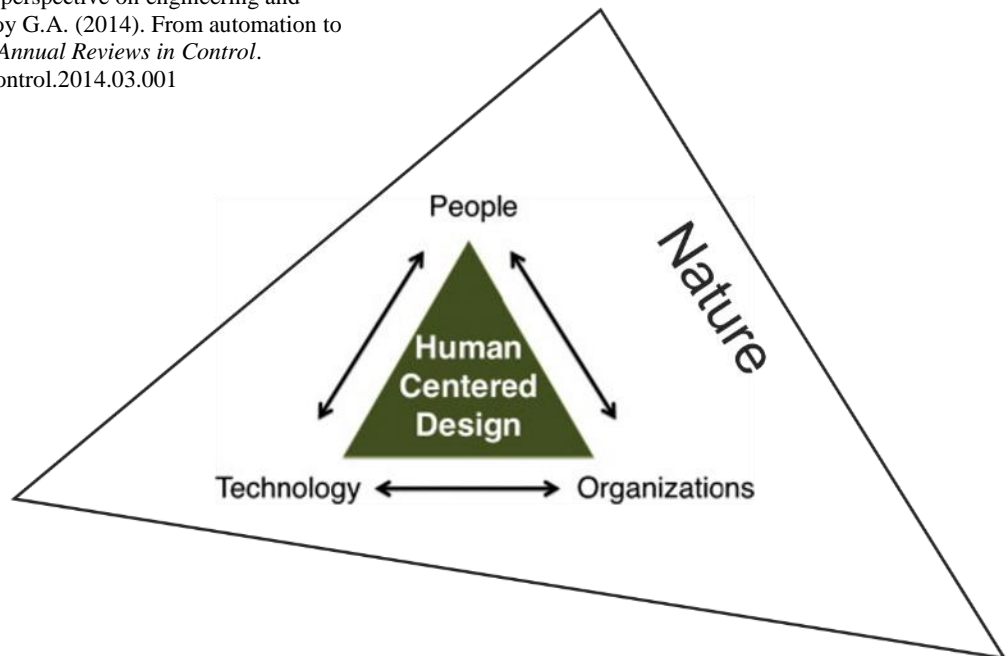 perspective on engineering and
oy G.A. (2014). From automation to
Annual Reviews in Control.
ontrol.2014.03.001
People
Nature
Human
Centered
Design
Technology
Organizations